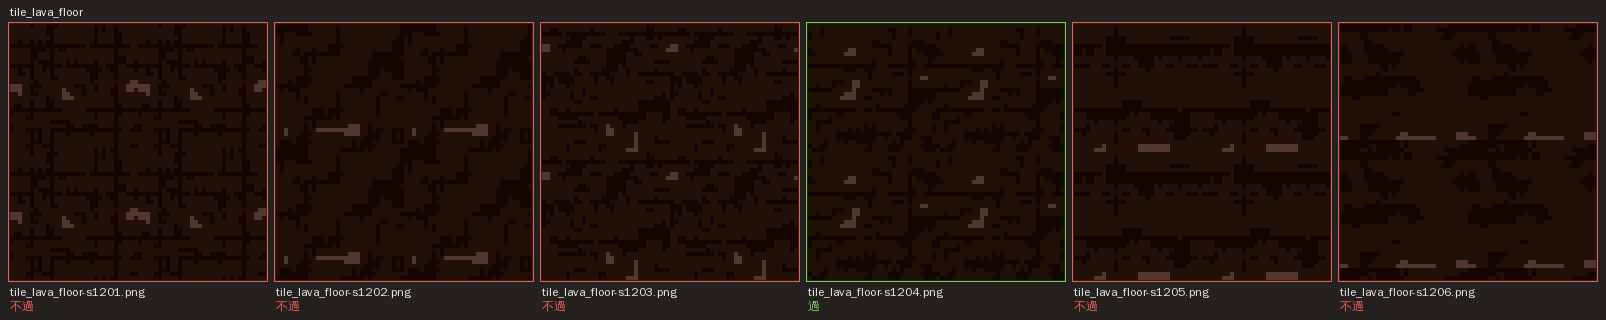 tile_lava_floor
tile_lava_floor-s1201.png
不過
tile_lava_floor-s1202.png
不過
tile_lava_floor-s1203.png
不過
tile_lava_floor-s1204.png
過
tile_lava_floor-s1205.png
不過
tile_lava_floor-s1206.png
不過